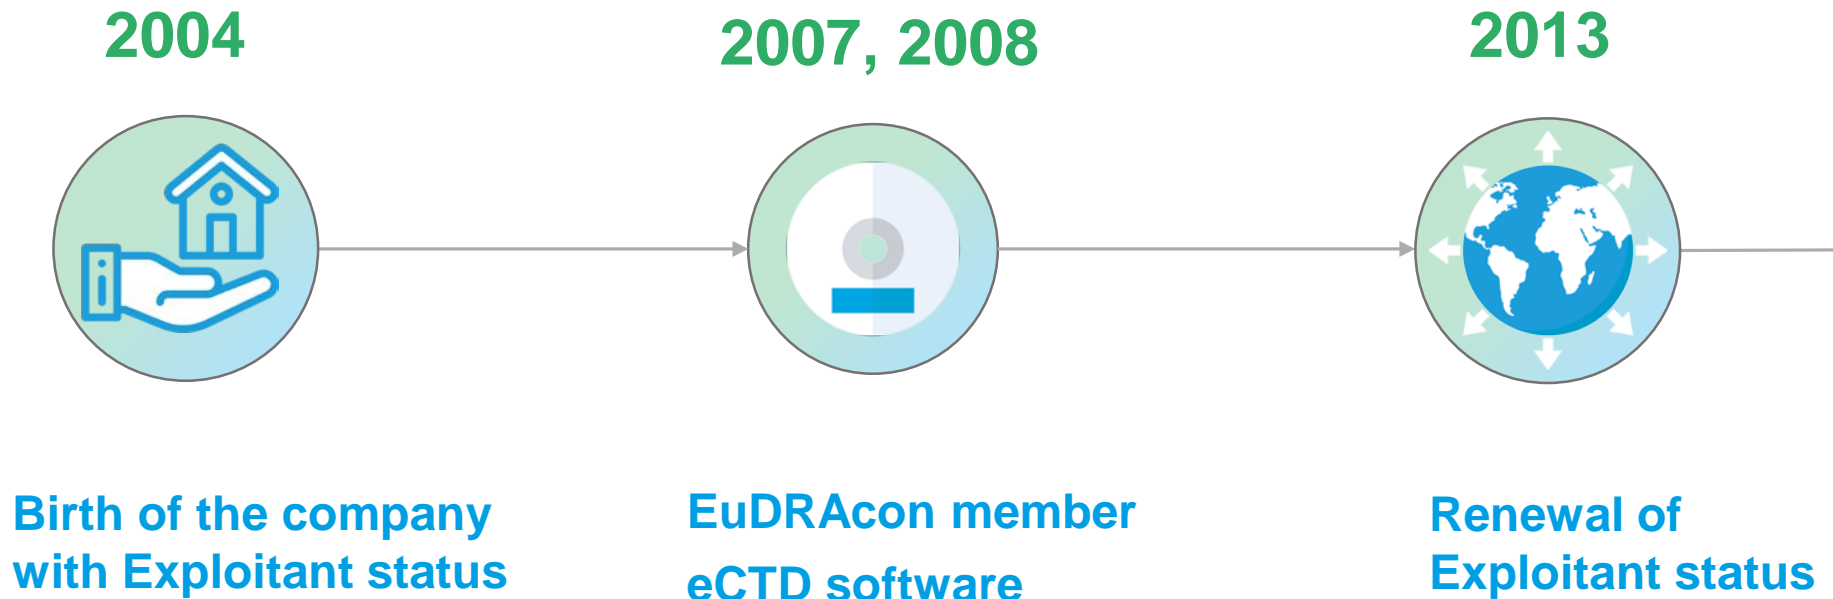 2004
2007, 2008
2013
Birth of the company
with Exploitant status
EuDRAcon member
eCTD software
Renewal of
Exploitant status